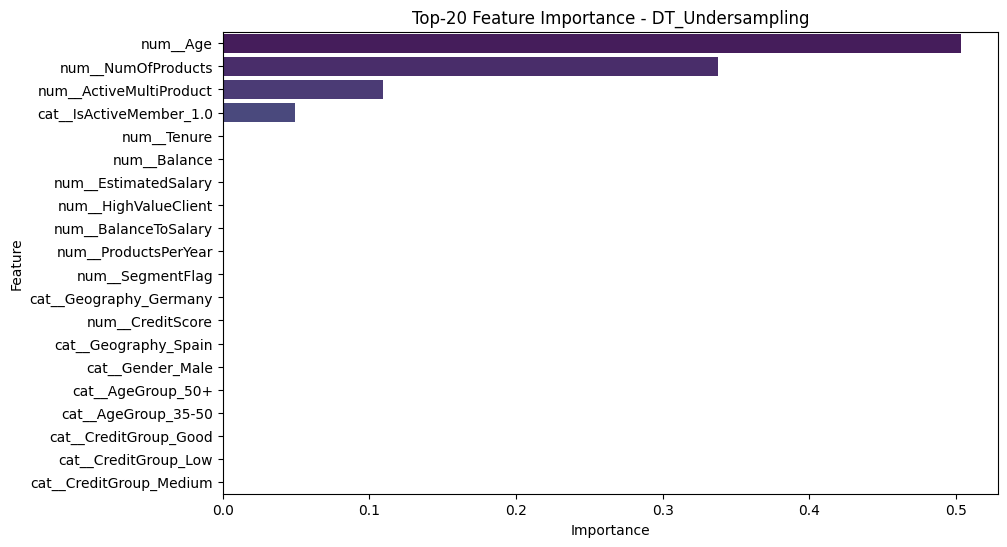 Top-20 Feature Importance - DT_Undersampling
num__Age
num__NumOfProducts
num__ActiveMultiProduct
cat__IsActiveMember_1.0
num__Tenure
num__Balance
num__EstimatedSalary
num__HighValueClient
num__BalanceToSalary
num__ProductsPerYear
num__SegmentFlag
cat__Geography_Germany
num__CreditScore
cat__Geography_Spain
cat__Gender_Male
cat__AgeGroup_50+
cat__AgeGroup_35-50
cat__CreditGroup_Good
cat__CreditGroup_Low
cat__CreditGroup_Medium
Feature
0.0 0.1 0.2 0.3 0.4 0.5
Importance